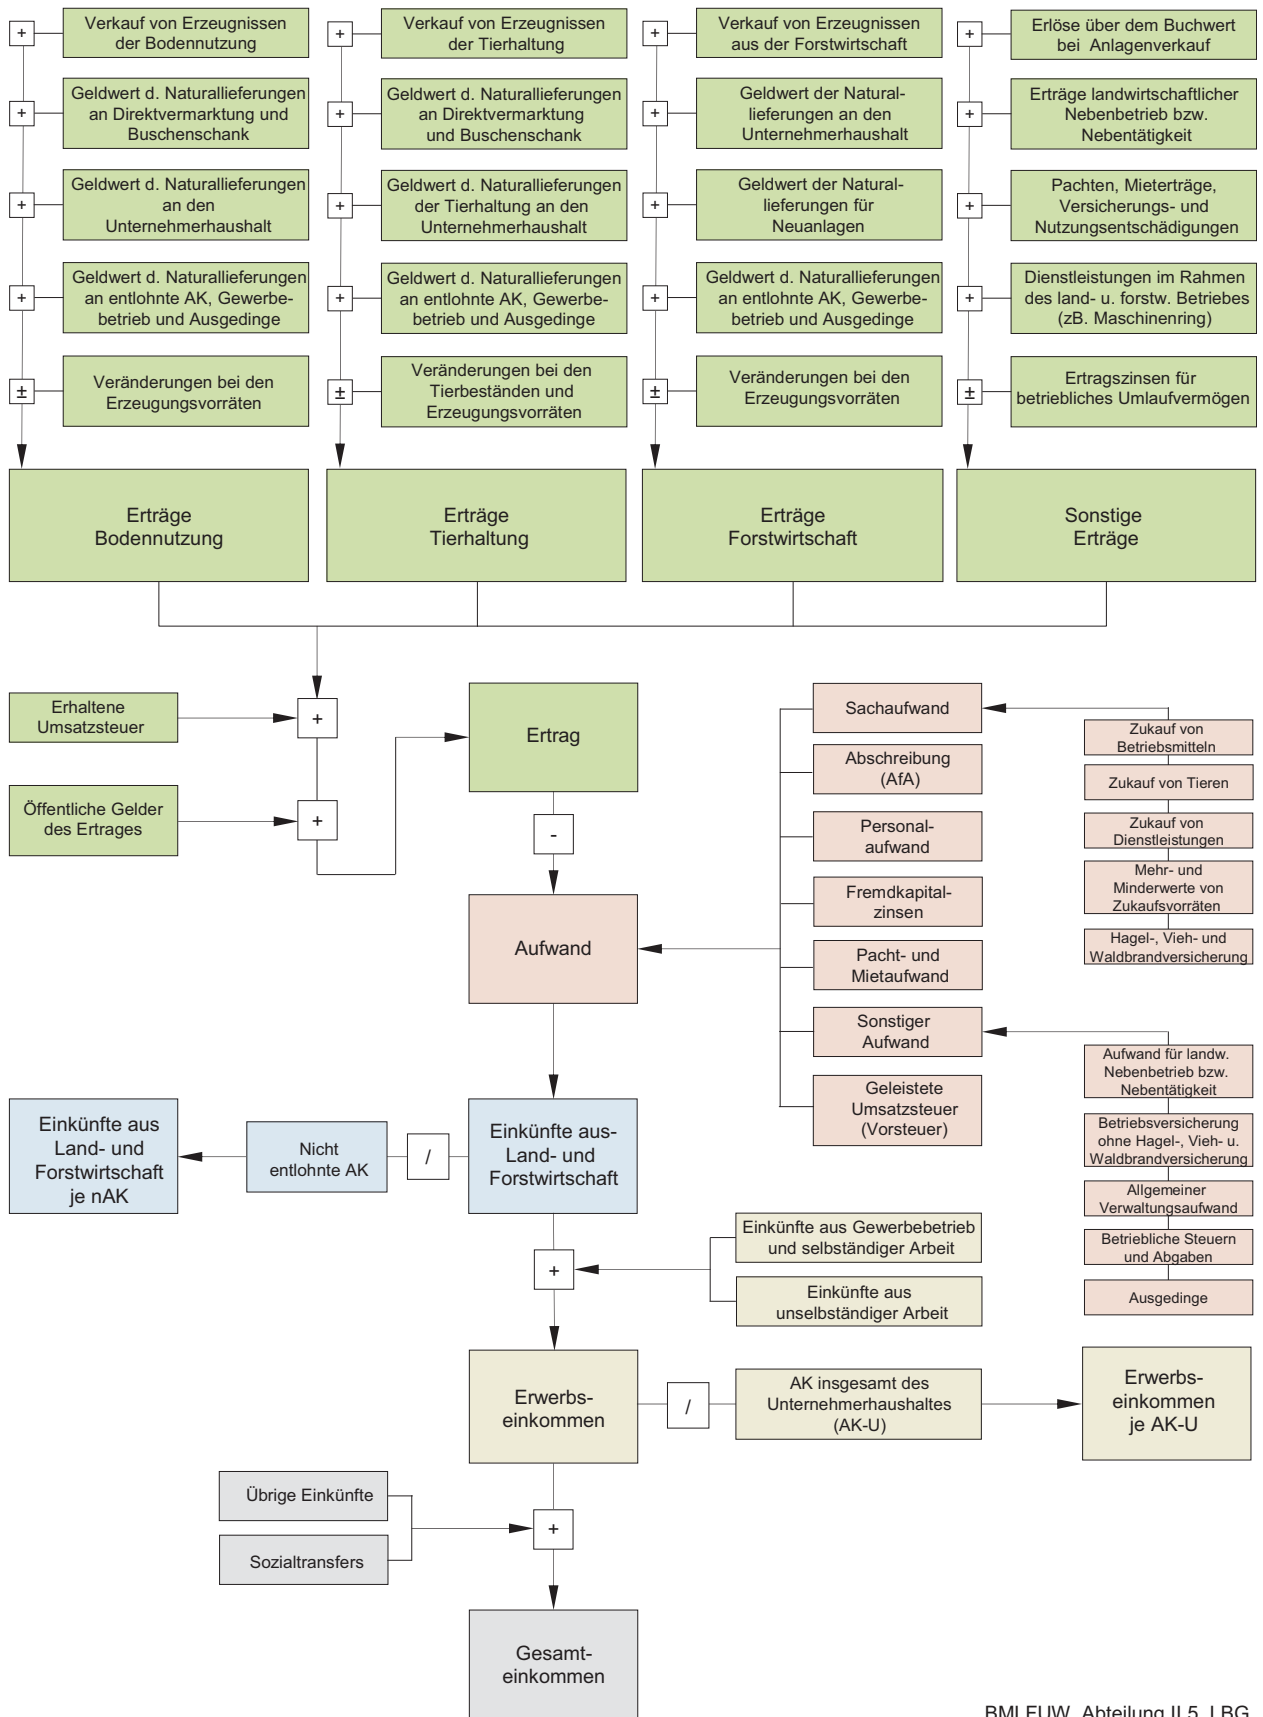 Verkauf von Erzeugnissen
der Bodennutzung
+
Geldwert d. Naturallieferungen
an Direktvermarktung und
Buschenschank
+
Geldwert d. Naturallieferungen
an den
Unternehmerhaushalt
+
Geldwert d. Naturallieferungen
an entlohnte AK, Gewerbe-
betrieb und Ausgedinge
+
Veränderungen bei den
Erzeugungsvorräten
±
Erträge
Bodennutzung
Verkauf von Erzeugnissen
der Tierhaltung
+
Geldwert d. Naturallieferungen
an Direktvermarktung
und Buschenschank
+
Geldwert d. Naturallieferungen
der Tierhaltung an den
Unternehmerhaushalt
+
Geldwert d. Naturallieferungen
an entlohnte AK, Gewerbe-
betrieb und Ausgedinge
+
Veränderungen bei den
Tierbeständen und
Erzeugungsvorräten
±
Erträge
Tierhaltung
Verkauf von Erzeugnissen
aus der Forstwirtschaft
+
Geldwert der Natural-
lieferungen an den
Unternehmerhaushalt
+
Geldwert der Natural-
lieferungen für
Neuanlagen
+
Geldwert d. Naturallieferungen
an entlohnte AK, Gewerbe-
betrieb und Ausgedinge
+
Veränderungen bei den
Erzeugungsvorräten
±
Erträge
Forstwirtschaft
Erlöse über dem Buchwert
bei Anlagenverkauf
+
Erträge landwirtschaftlicher
Nebenbetrieb bzw.
Nebentätigkeit
+
Pachten, Mieterträge,
Versicherungs- und
Nutzungsentschädigungen
+
Dienstleistungen im Rahmen
des land- u. forstw. Betriebes
(zB. Maschinenring)
+
Ertragszinsen für
betriebliches Umlaufvermögen
±
Sonstige
Erträge
Erhaltene
Umsatzsteuer
+
Öffentliche Gelder
des Ertrages
+
Ertrag
-
Aufwand
Sachaufwand
Abschreibung
(AfA)
Personal-
aufwand
Fremdkapital-
zinsen
Pacht- und
Mietaufwand
Sonstiger
Aufwand
Geleistete
Umsatzsteuer
(Vorsteuer)
Zukauf von
Betriebsmitteln
Zukauf von Tieren
Zukauf von
Dienstleistungen
Mehr- und
Minderwerte von
Zukaufsvorräten
Hagel-, Vieh- und
Waldbrandversicherung
Aufwand für landw.
Nebenbetrieb bzw.
Nebentätigkeit
Betriebsversicherung
ohne Hagel-, Vieh- u.
Waldbrandversicherung
Allgemeiner
Verwaltungsaufwand
Betriebliche Steuern
und Abgaben
Ausgedinge
Einkünfte aus
Land- und
Forstwirtschaft
je nAK
Nicht
entlohnte AK
/
Einkünfte aus-
Land- und
Forstwirtschaft
+
Einkünfte aus Gewerbebetrieb
und selbständiger Arbeit
Einkünfte aus
unselbständiger Arbeit
Erwerbs-
einkommen
/
AK insgesamt des
Unternehmerhaushaltes
(AK-U)
Erwerbs-
einkommen
je AK-U
Übrige Einkünfte
Sozialtransfers
+
Gesamt-
einkommen
BMLFUW, Abteilung II 5, LBG